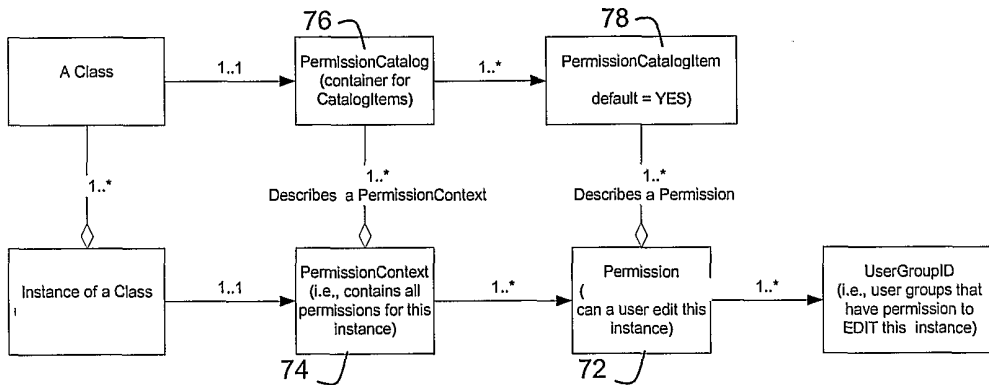 76
78
A Class
1..1
PermissionCatalog
(container for
CatalogItems)
1..*
PermissionCatalogItem
default = YES)
1..*
1..*
Describes a PermissionContext
1..*
Describes a Permission
Instance of a Class
1..1
PermissionContext
(i.e., contains all
permissions for this
instance)
1..*
Permission
(
can a user edit this
instance)
1..*
UserGroupID
(i.e., user groups that
have permission to
EDIT this instance)
74
72